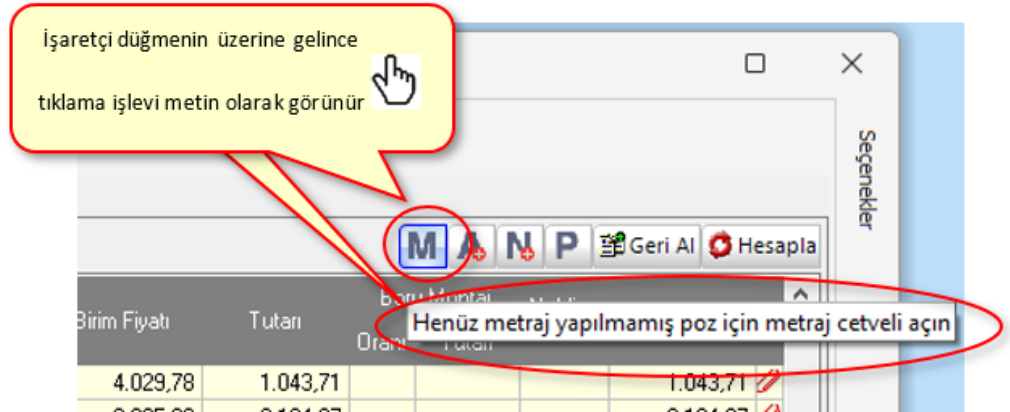 İşaretçi düğmenin üzerine gelince
tıklama işlevi metin olarak görünür
Seçenekler
M A N P Geri Al Hesapla
Birim Fiyatı Tutarı
Henüz metraj yapılmamış poz için metraj cetveli açın
4.029,78 1.043,71 1.043,71